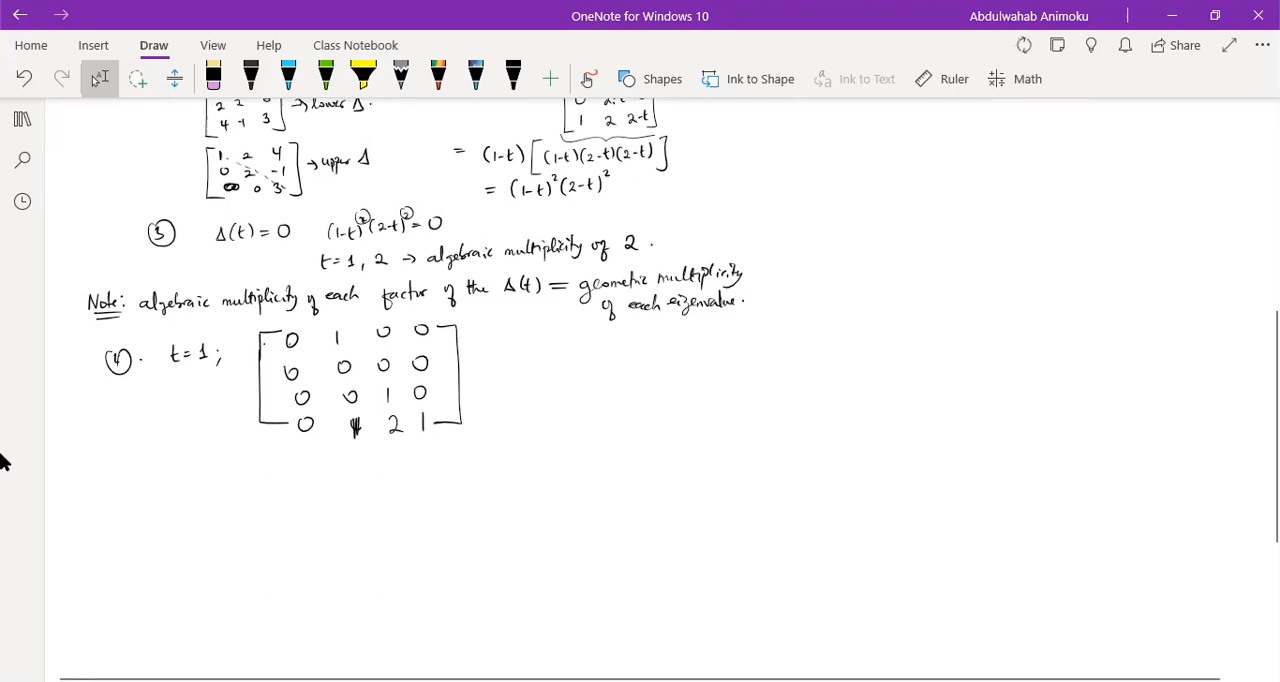 OneNote for Windows 10
Abdulwahab Animoku
Home Insert Draw View Help Class Notebook
Share
Shapes Ink to Shape Ink to Text Ruler Math
2 2 0 → lower Δ.
4 -1 3
1 2 2-t
1 2 4
0 2 -1 → upper Δ
0 0 3
= (1-t) [(1-t)(2-t)(2-t)]
= (1-t)² (2-t)²
③ Δ(t) = 0 (1-t)² (2-t)² = 0
t = 1, 2 → algebraic multiplicity of 2.
Note: algebraic multiplicity of each factor of the Δ(t) = geometric multiplicity
of each eigenvalue.
④. t = 1;
0 1 0 0
0 0 0 0
0 0 1 0
0 2 1